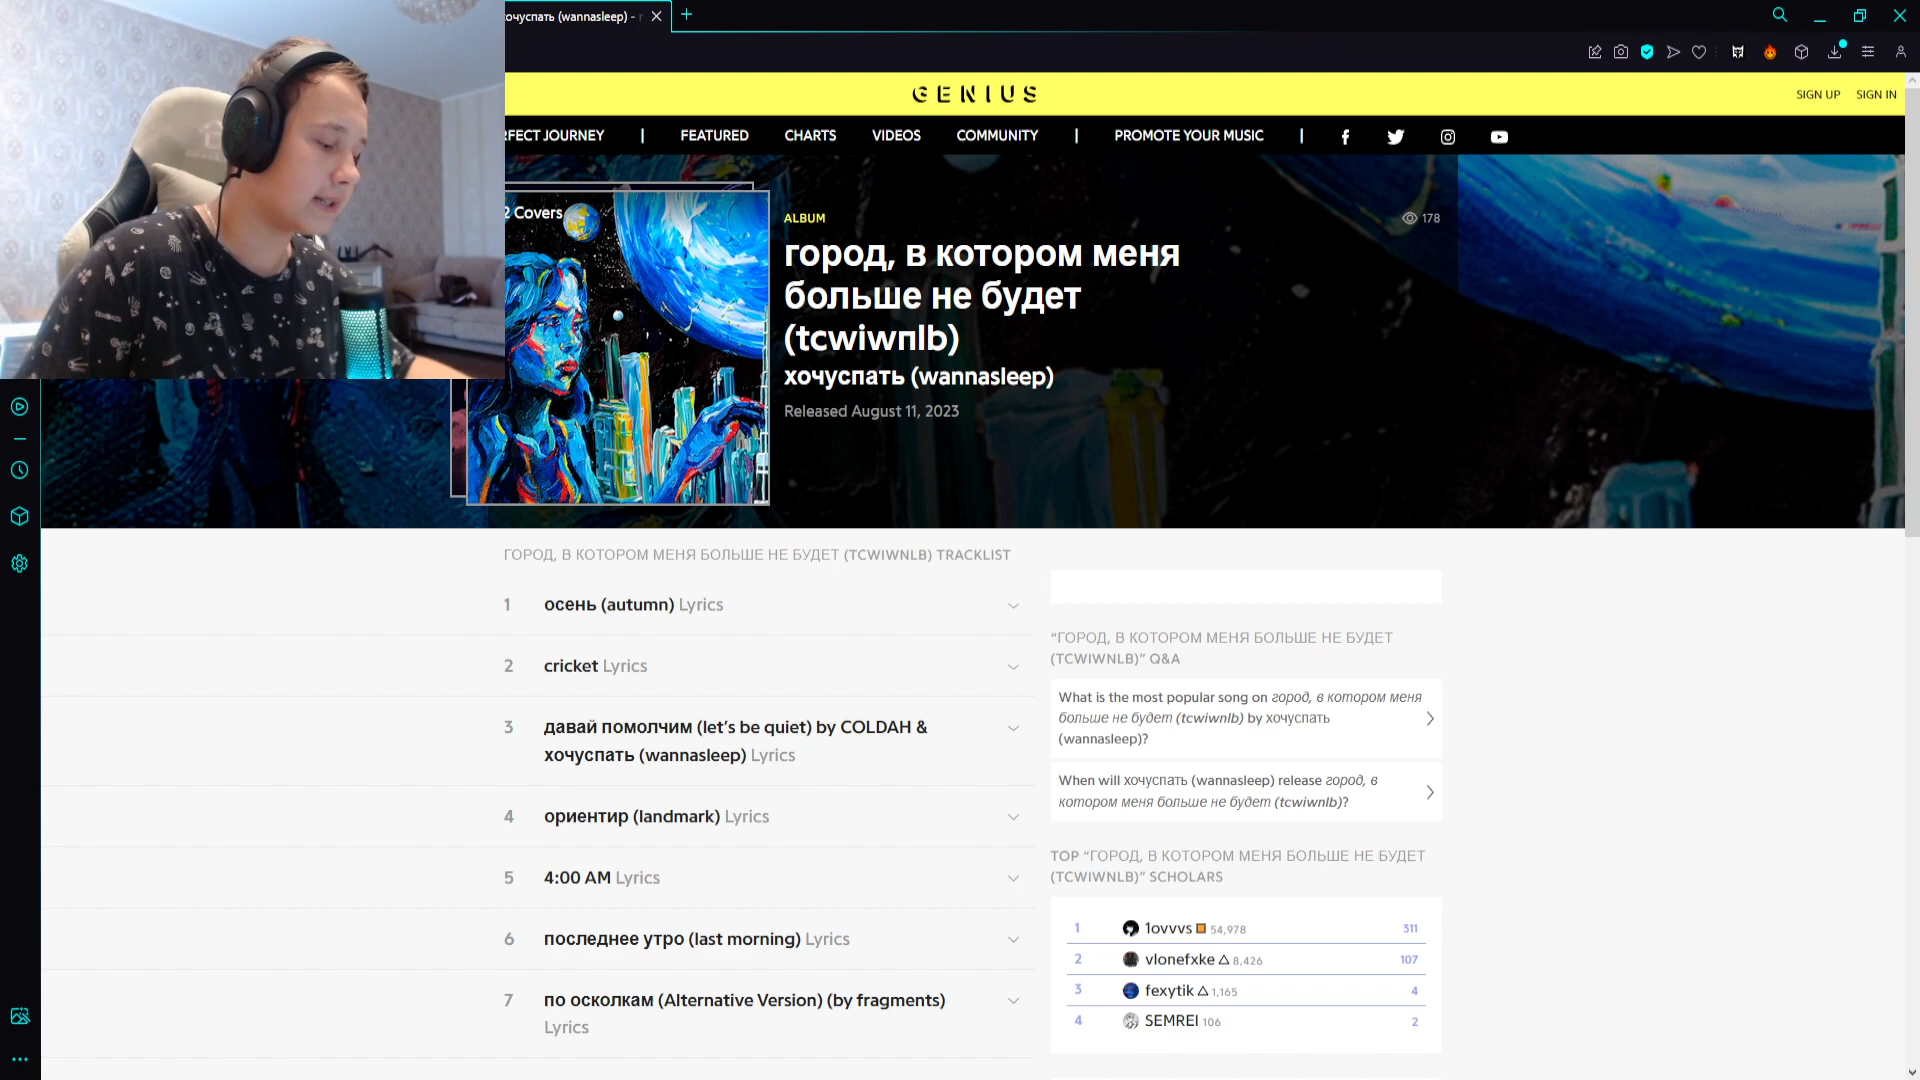 очуспать (wannasleep) -
GENIUS
SIGN UP
SIGN IN
RFECT JOURNEY | FEATURED CHARTS VIDEOS COMMUNITY | PROMOTE YOUR MUSIC |
2 Covers
ALBUM
178
город, в котором меня
больше не будет
(tcwiwnlb)
хочуспать (wannasleep)
Released August 11, 2023
ГОРОД, В КОТОРОМ МЕНЯ БОЛЬШЕ НЕ БУДЕТ (TCWIWNLB) TRACKLIST
1 осень (autumn) Lyrics
2 cricket Lyrics
3 давай помолчим (let’s be quiet) by COLDAH &
хочуспать (wannasleep) Lyrics
4 ориентир (landmark) Lyrics
5 4:00 AM Lyrics
6 последнее утро (last morning) Lyrics
7 по осколкам (Alternative Version) (by fragments)
Lyrics
“ГОРОД, В КОТОРОМ МЕНЯ БОЛЬШЕ НЕ БУДЕТ
(TCWIWNLB)” Q&A
What is the most popular song on город, в котором меня
больше не будет (tcwiwnlb) by хочуспать
(wannasleep)?
When will хочуспать (wannasleep) release город, в
котором меня больше не будет (tcwiwnlb)?
TOP “ГОРОД, В КОТОРОМ МЕНЯ БОЛЬШЕ НЕ БУДЕТ
(TCWIWNLB)” SCHOLARS
1 1ovvvs 54,978 311
2 vlonefxke 8,426 107
3 fexytik 1,165 4
4 SEMREI 106 2